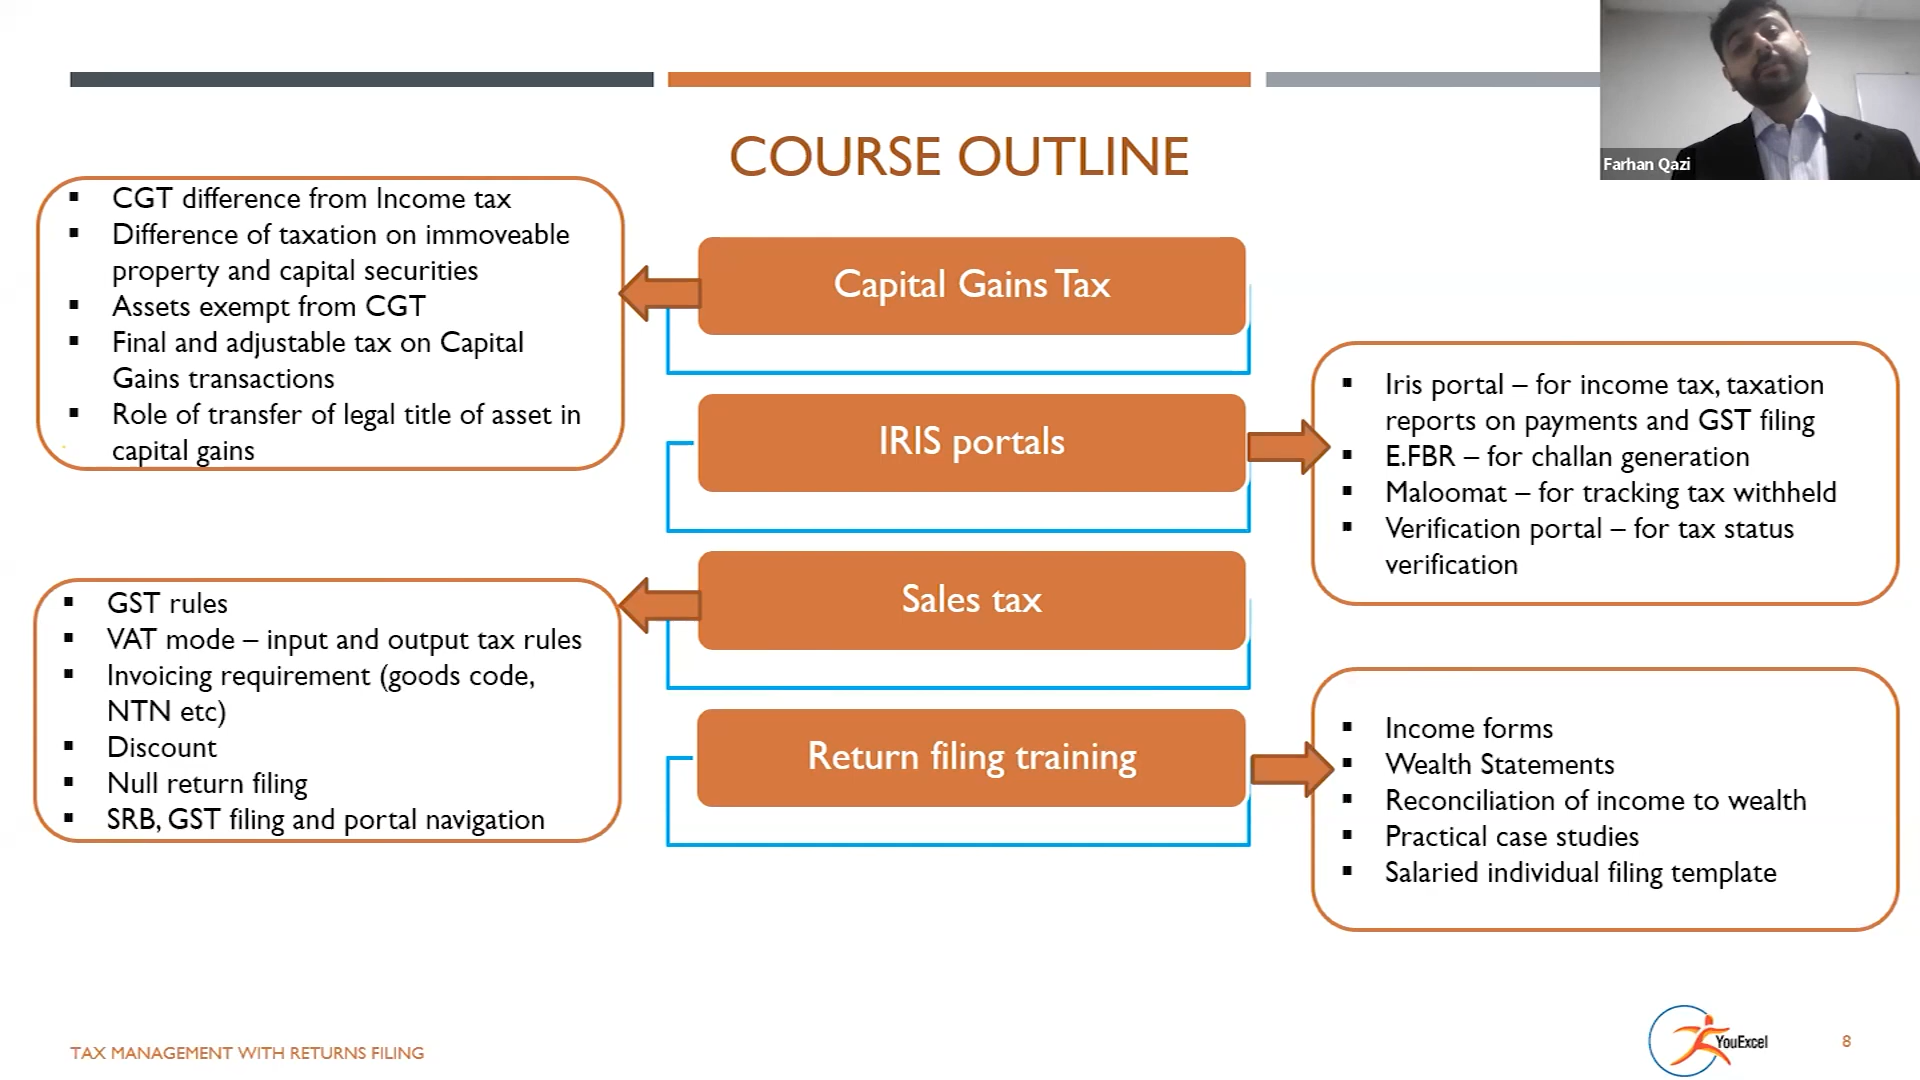 COURSE OUTLINE
Farhan Qazi
▪ CGT difference from Income tax
▪ Difference of taxation on immoveable
property and capital securities
▪ Assets exempt from CGT
▪ Final and adjustable tax on Capital
Gains transactions
▪ Role of transfer of legal title of asset in
capital gains
Capital Gains Tax
IRIS portals
▪ Iris portal – for income tax, taxation
reports on payments and GST filing
▪ E.FBR – for challan generation
▪ Maloomat – for tracking tax withheld
▪ Verification portal – for tax status
verification
Sales tax
▪ GST rules
▪ VAT mode – input and output tax rules
▪ Invoicing requirement (goods code,
NTN etc)
▪ Discount
▪ Null return filing
▪ SRB, GST filing and portal navigation
Return filing training
▪ Income forms
▪ Wealth Statements
▪ Reconciliation of income to wealth
▪ Practical case studies
▪ Salaried individual filing template
TAX MANAGEMENT WITH RETURNS FILING
YouExcel
8